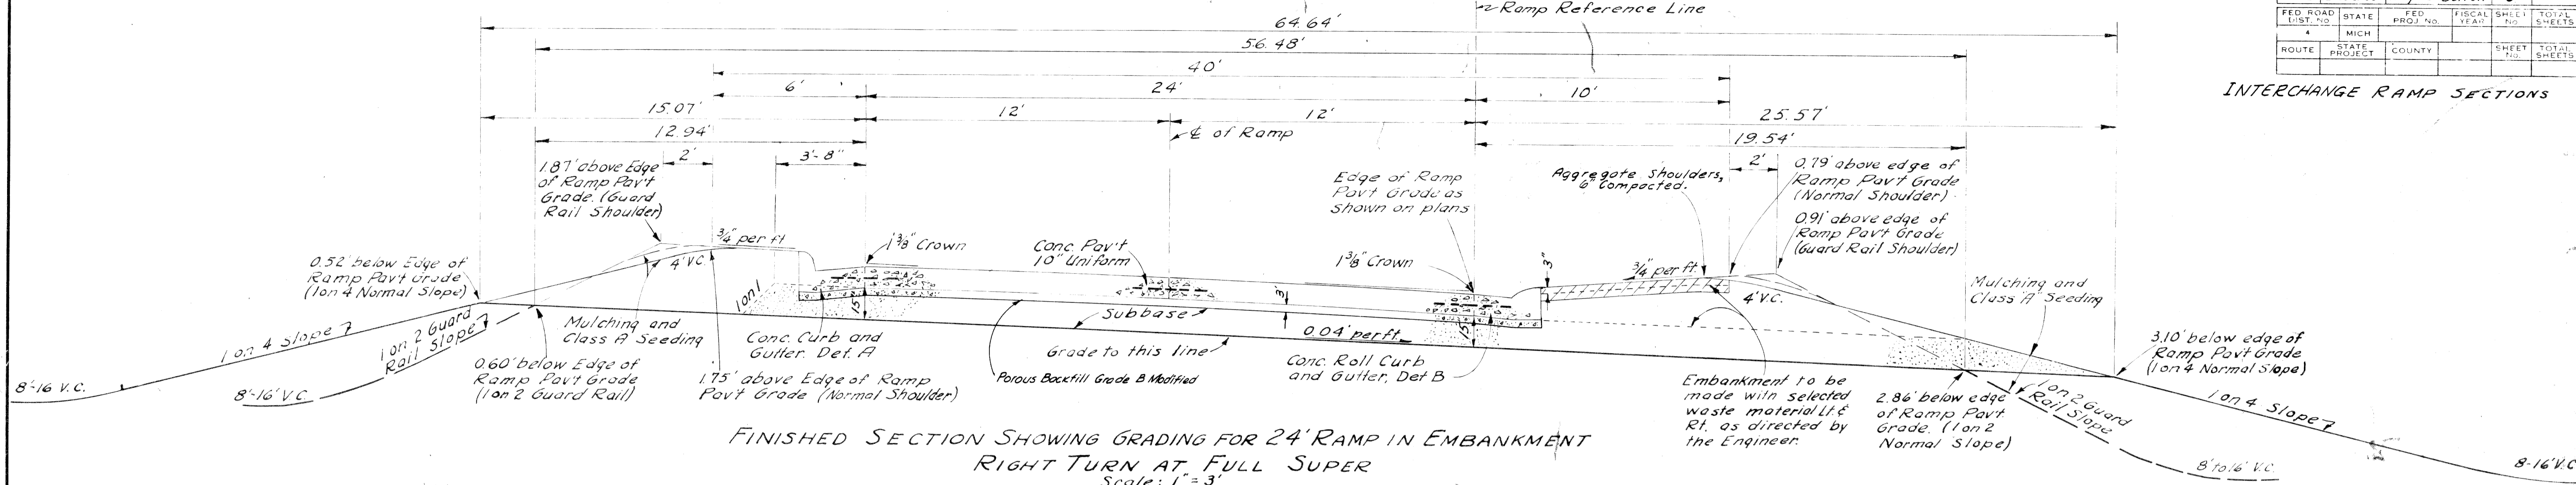 Ramp Reference Line
64.64'
56.48'
40'
6'
24'
10'
15.07'
12'
12'
25.57'
12.94'
℄ of Ramp
19.54'
2'
3'-8"
2'
FED. ROAD DIST. No
STATE
FED. PROJ. No.
FISCAL YEAR
SHEET No.
TOTAL SHEETS
4
MICH
ROUTE
STATE PROJECT
COUNTY
SHEET No.
TOTAL SHEETS
INTERCHANGE RAMP SECTIONS
1.87' above Edge
of Ramp Pav't
Grade. (Guard
Rail Shoulder)
Edge of Ramp
Pav't Grade as
shown on plans
Aggregate Shoulders,
6" Compacted.
0.79' above edge of
Ramp Pav't Grade
(Normal Shoulder)
0.91' above edge of
Ramp Pav't Grade
(Guard Rail Shoulder)
3/4" per ft
4' V.C.
1 3/8" Crown
Conc. Pav't
10" Uniform
1 3/8" Crown
3"
3/4" per ft.
4' V.C.
0.52' below Edge of
Ramp Pav't Grade
(1 on 4 Normal Slope)
1 on 1
15"
3"
Subbase
0.04' per ft.
15"
Mulching and
Class A Seeding
1 on 4 Slope
1 on 2 Guard
Rail Slope
8'-16' V.C.
8'-16' V.C.
0.60' below Edge of
Ramp Pav't Grade
(1 on 2 Guard Rail)
Mulching and
Class A Seeding
1.75' above Edge of Ramp
Pav't Grade (Normal Shoulder)
Conc. Curb and
Gutter. Det. A
Grade to this line
Porous Backfill Grade B Modified
Conc. Roll Curb
and Gutter, Det B
Embankment to be
made with selected
waste material Lt. &
Rt. as directed by
the Engineer.
2.86' below edge
of Ramp Pav't.
Grade. (1 on 2
Normal Slope)
1 on 2 Guard
Rail Slope
3.10' below edge of
Ramp Pav't Grade
(1 on 4 Normal Slope)
1 on 4 Slope
8' to 16' V.C.
8-16' V.C
FINISHED SECTION SHOWING GRADING FOR 24' RAMP IN EMBANKMENT
RIGHT TURN AT FULL SUPER
Scale: 1" = 3'